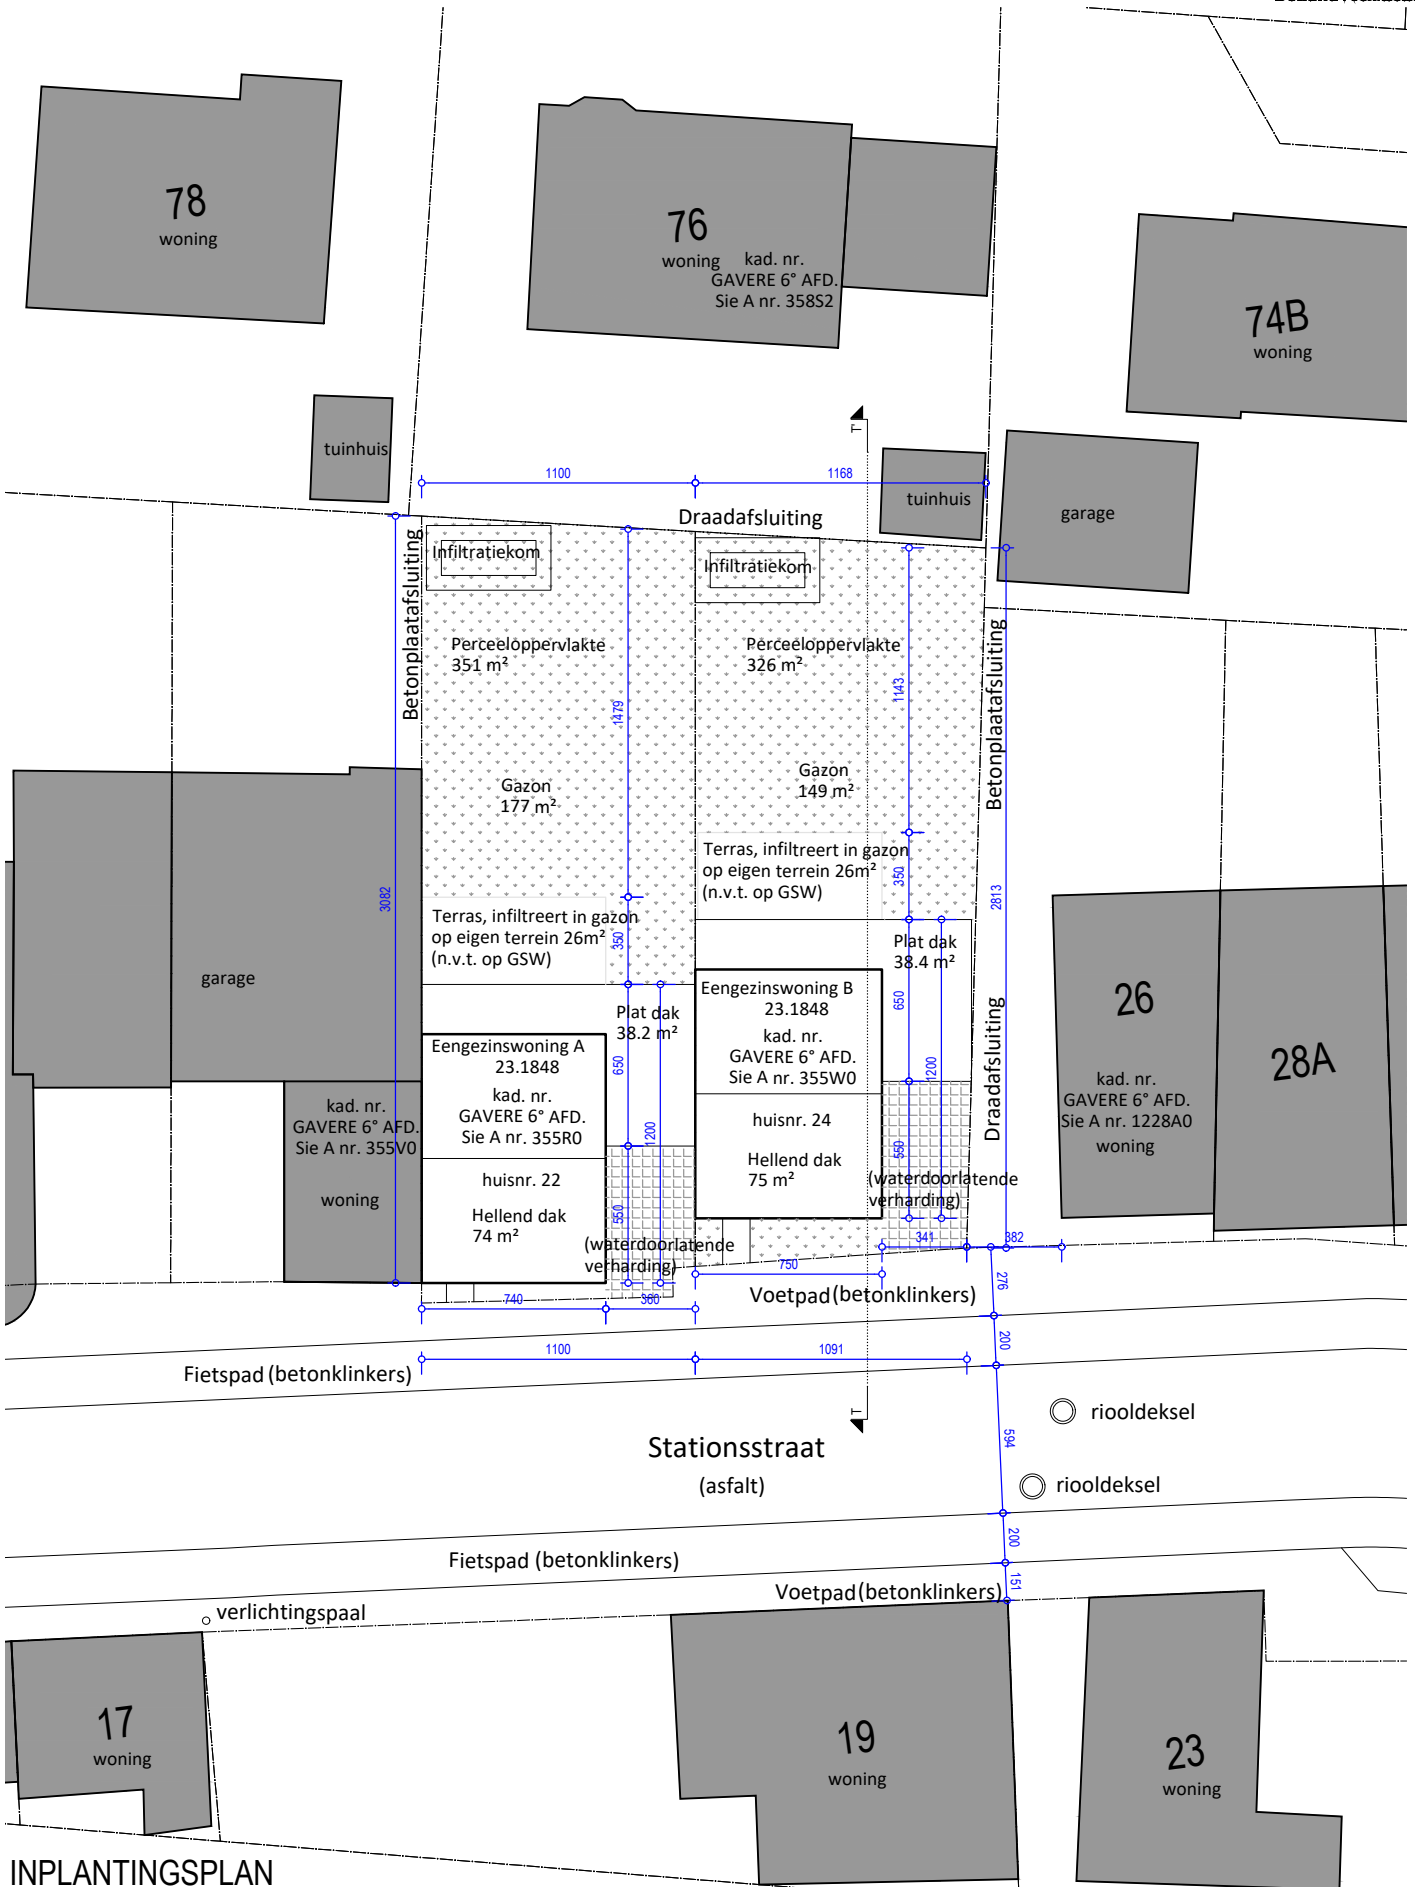 78
woning
76
woning
kad. nr.
GAVERE 6° AFD.
Sie A nr. 358S2
74B
woning
tuinhuis
tuinhuis
garage
T
1100
1168
Draadafsluiting
Betonplaatafsluiting
Infiltratiekom
Infiltratiekom
Perceeloppervlakte
351 m²
Perceeloppervlakte
326 m²
Betonplaatafsluiting
1479
1143
Gazon
177 m²
Gazon
149 m²
3082
2813
Terras, infiltreert in gazon
op eigen terrein 26m²
(n.v.t. op GSW)
350
Terras, infiltreert in gazon
op eigen terrein 26m²
(n.v.t. op GSW)
350
garage
Plat dak
38.4 m²
Plat dak
38.2 m²
Eengezinswoning B
23.1848
kad. nr.
GAVERE 6° AFD.
Sie A nr. 355W0
huisnr. 24
Hellend dak
75 m²
650
1200
550
Draadafsluiting
Eengezinswoning A
23.1848
kad. nr.
GAVERE 6° AFD.
Sie A nr. 355R0
huisnr. 22
Hellend dak
74 m²
650
1200
550
kad. nr.
GAVERE 6° AFD.
Sie A nr. 355V0
woning
26
kad. nr.
GAVERE 6° AFD.
Sie A nr. 1228A0
woning
28A
(waterdoorlatende
verharding)
(waterdoorlatende
verharding)
341
382
750
740
360
276
Voetpad (betonklinkers)
200
1100
1091
Fietspad (betonklinkers)
T
594
riooldeksel
Stationsstraat
(asfalt)
riooldeksel
200
Fietspad (betonklinkers)
151
Voetpad (betonklinkers)
verlichtingspaal
17
woning
19
woning
23
woning
INPLANTINGSPLAN